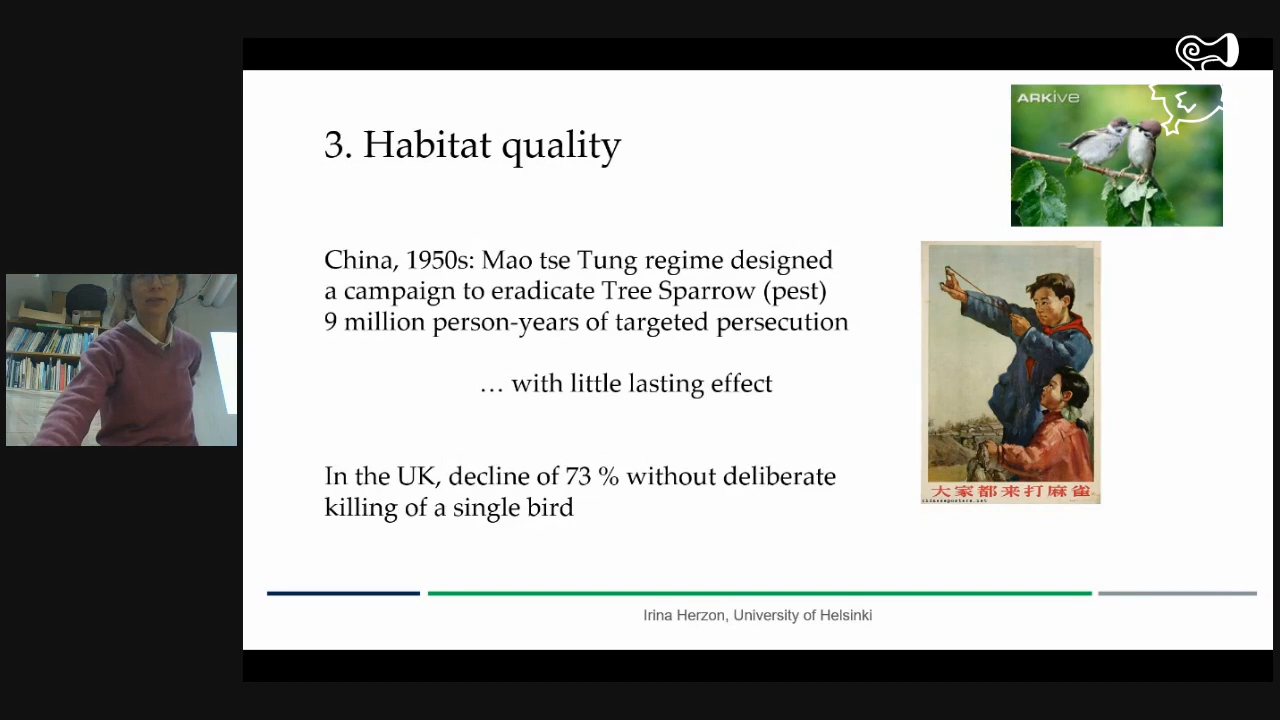 ARKive
3. Habitat quality
China, 1950s: Mao tse Tung regime designed
a campaign to eradicate Tree Sparrow (pest)
9 million person-years of targeted persecution
… with little lasting effect
In the UK, decline of 73 % without deliberate
killing of a single bird
大家都来打麻雀
chineseposters.net
Irina Herzon, University of Helsinki